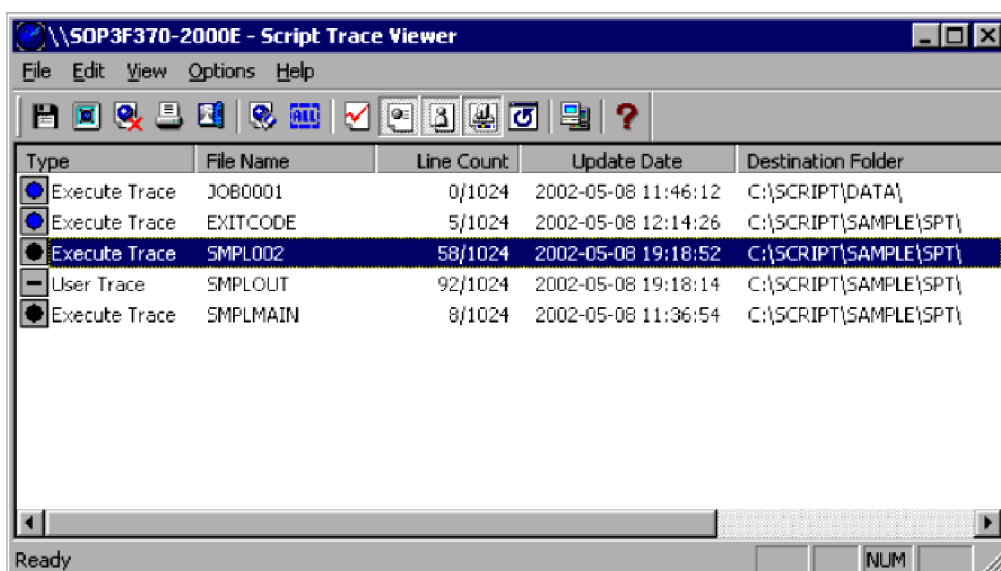 \\SOP3F370-2000E - Script Trace Viewer
File Edit View Options Help
ALL ?
Type File Name Line Count Update Date Destination Folder
Execute Trace JOB0001 0/1024 2002-05-08 11:46:12 C:\SCRIPT\DATA\
Execute Trace EXITCODE 5/1024 2002-05-08 12:14:26 C:\SCRIPT\SAMPLE\SPT\
Execute Trace SMPL002 58/1024 2002-05-08 19:18:52 C:\SCRIPT\SAMPLE\SPT\
User Trace SMPLOUT 92/1024 2002-05-08 19:18:14 C:\SCRIPT\SAMPLE\SPT\
Execute Trace SMPLMAIN 8/1024 2002-05-08 11:36:54 C:\SCRIPT\SAMPLE\SPT\
Ready NUM